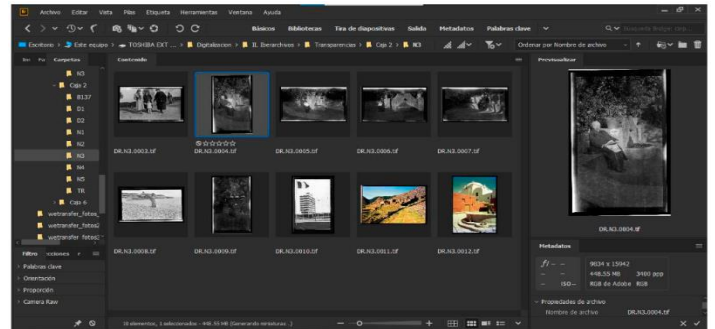 Archivo Editar Vista Pilas Etiqueta Herramientas Ventana Ayuda
Básicos Bibliotecas Tira de diapositivas Salida Metadatos Palabras clave
Escritorio > Este equipo > TOSHIBA EXT ... > Digitalizacion > > Transparencias > Caja 2 > N3
Ordenar por Nombre de archivo
Carpetas
Contenido
Previsualizar
N3
Caja 2
B137
D1
D2
N1
N2
N3
N4
N5
TR
Caja 6
wetransfer_fotos_
wetransfer_fotos2
wetransfer_fotos3
DR.N3.0003.tif
DR.N3.0004.tif
DR.N3.0005.tif
DR.N3.0006.tif
DR.N3.0007.tif
DR.N3.0008.tif
DR.N3.0009.tif
DR.N3.0010.tif
DR.N3.0011.tif
DR.N3.0012.tif
DR.N3.0004.tif
Filtro
Palabras clave
Orientación
Proporción
Camera Raw
Metadatos
f/ --
9034 x 15942
448.55 MB 3400 ppp
ISO-- RGB de Adobe RGB
Propiedades de archivo
Nombre de archivo DR.N3.0004.tif
10 elementos, 1 seleccionados - 448.55 MB (Generando miniaturas ...)